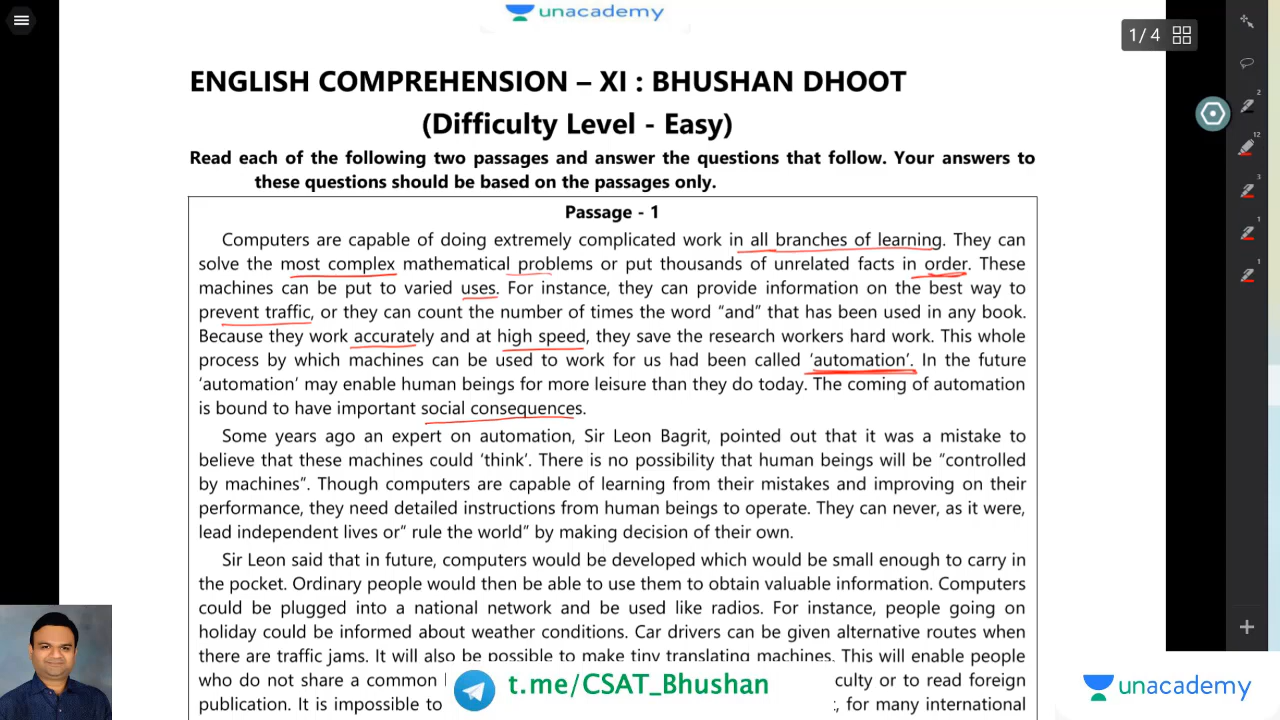 unacademy
1 / 4
ENGLISH COMPREHENSION – XI : BHUSHAN DHOOT
(Difficulty Level - Easy)
Read each of the following two passages and answer the questions that follow. Your answers to
these questions should be based on the passages only.
Passage - 1
Computers are capable of doing extremely complicated work in all branches of learning. They can
solve the most complex mathematical problems or put thousands of unrelated facts in order. These
machines can be put to varied uses. For instance, they can provide information on the best way to
prevent traffic, or they can count the number of times the word “and” that has been used in any book.
Because they work accurately and at high speed, they save the research workers hard work. This whole
process by which machines can be used to work for us had been called ‘automation’. In the future
‘automation’ may enable human beings for more leisure than they do today. The coming of automation
is bound to have important social consequences.
Some years ago an expert on automation, Sir Leon Bagrit, pointed out that it was a mistake to
believe that these machines could ‘think’. There is no possibility that human beings will be “controlled
by machines”. Though computers are capable of learning from their mistakes and improving on their
performance, they need detailed instructions from human beings to operate. They can never, as it were,
lead independent lives or“ rule the world” by making decision of their own.
Sir Leon said that in future, computers would be developed which would be small enough to carry in
the pocket. Ordinary people would then be able to use them to obtain valuable information. Computers
could be plugged into a national network and be used like radios. For instance, people going on
holiday could be informed about weather conditions. Car drivers can be given alternative routes when
there are traffic jams. It will also be possible to make tiny translating machines. This will enable people
who do not share a common culty or to read foreign
publication. It is impossible to , for many international
t.me/CSAT_Bhushan
unacademy
2
12
3
1
1